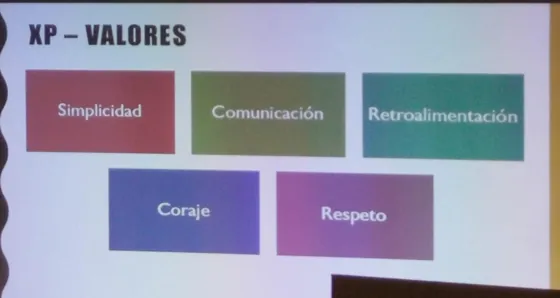 XP – VALORES
Simplicidad
Comunicación
Retroalimentación
Coraje
Respeto